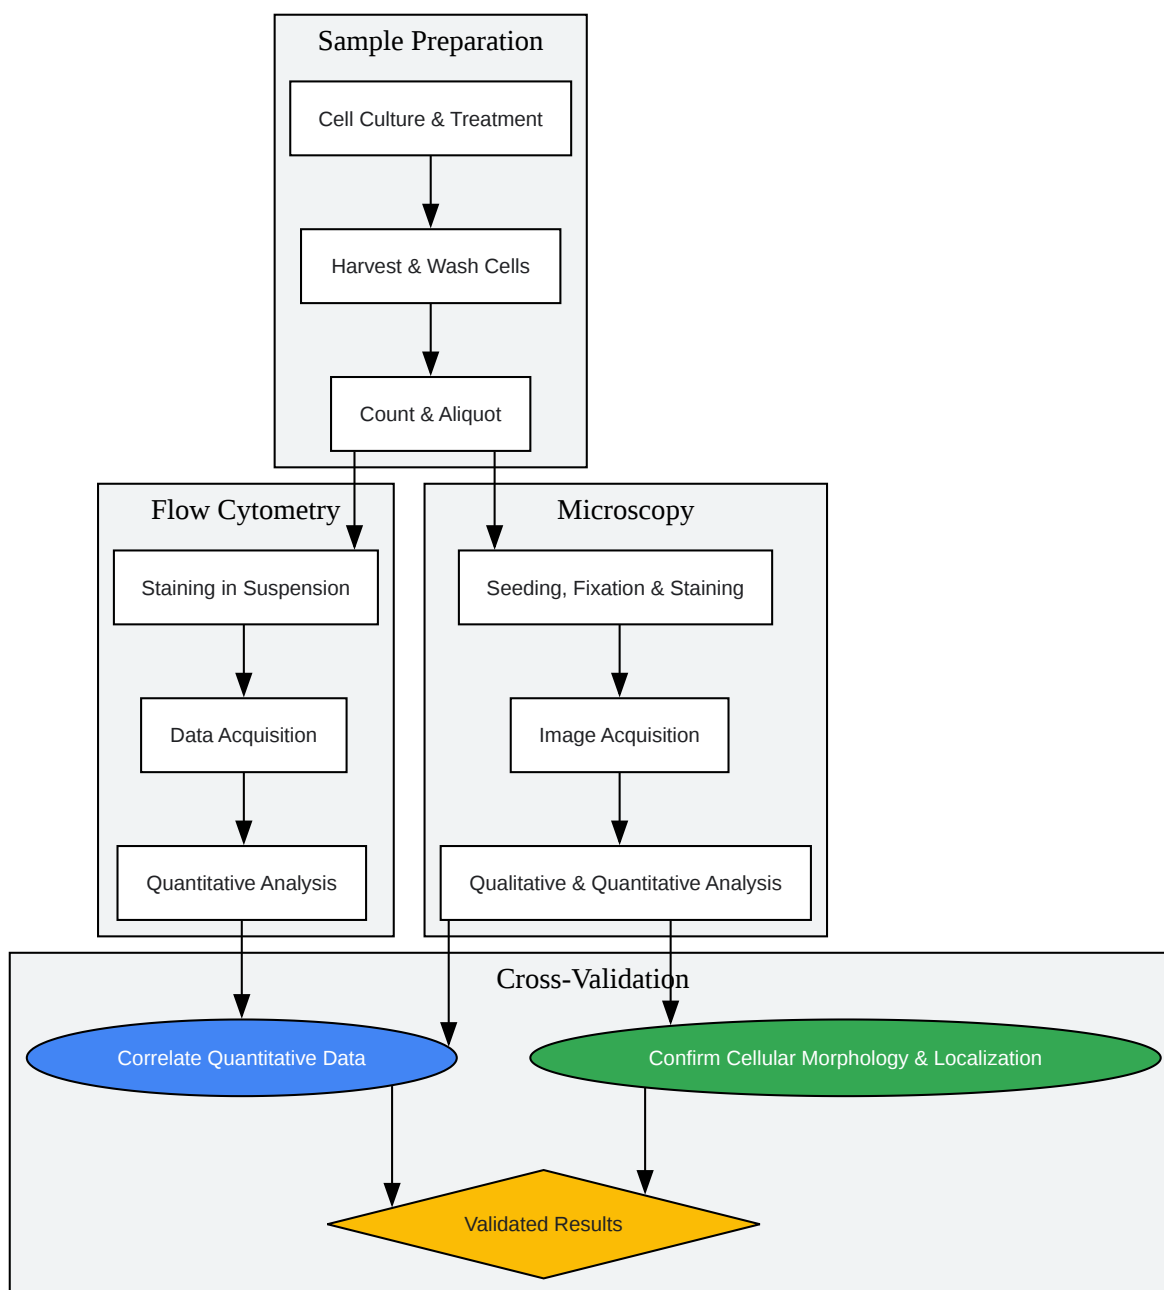 Sample Preparation
Cell Culture & Treatment
Harvest & Wash Cells
Count & Aliquot
Flow Cytometry
Staining in Suspension
Data Acquisition
Quantitative Analysis
Microscopy
Seeding, Fixation & Staining
Image Acquisition
Qualitative & Quantitative Analysis
Cross-Validation
Correlate Quantitative Data
Confirm Cellular Morphology & Localization
Validated Results